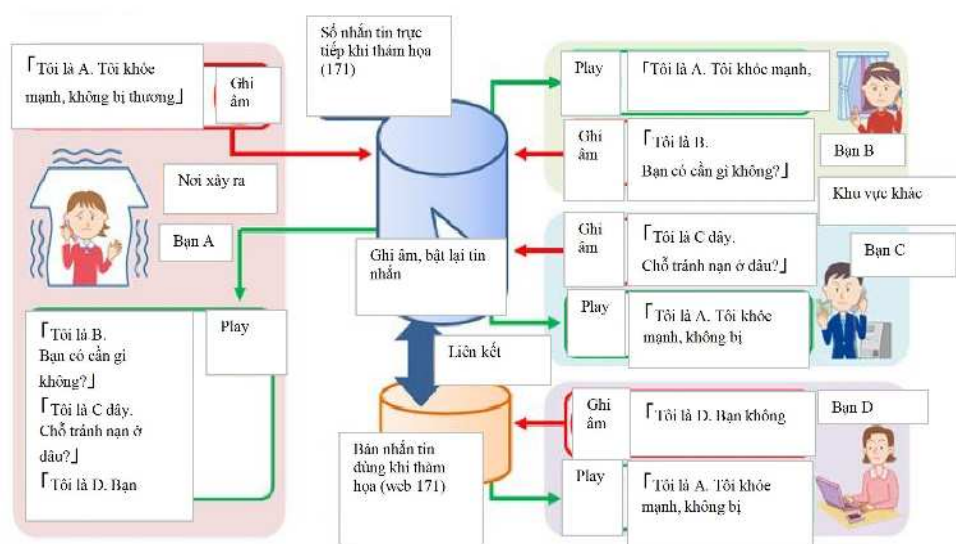 Số nhắn tin trực
tiếp khi thảm họa
(171)
「Tôi là A. Tôi khỏe
mạnh, không bị thương」
Ghi
âm
Nơi xảy ra
Bạn A
「Tôi là B.
Bạn có cần gì
không?」
「Tôi là C đây.
Chỗ tránh nạn ở
đâu?」
「Tôi là D. Bạn
Play
Ghi âm, bật lại tin
nhắn
Liên kết
Bản nhắn tin
dùng khi thảm
họa (web 171)
Play
「Tôi là A. Tôi khỏe mạnh,
Ghi
âm
「Tôi là B.
Bạn có cần gì không?」
Bạn B
Khu vực khác
Ghi
âm
「Tôi là C đây.
Chỗ tránh nạn ở đâu?」
Bạn C
Play
「Tôi là A. Tôi khỏe
mạnh, không bị
Ghi
âm
「Tôi là D. Bạn không
Bạn D
Play
「Tôi là A. Tôi khỏe
mạnh, không bị